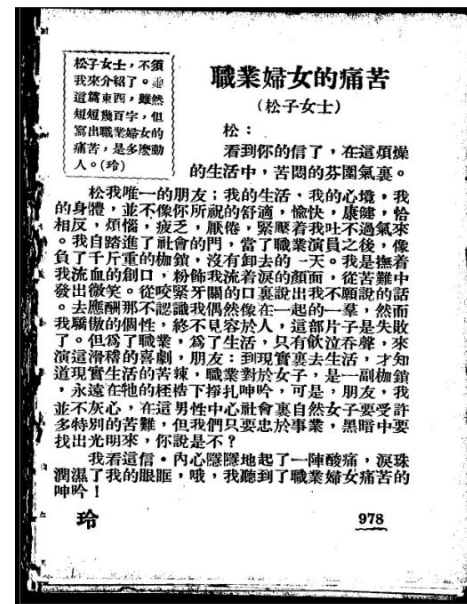 松子女士，不須
我來介紹了。
這篇東西，雖然
短短幾百字，但
寫出職業婦女的
痛苦，是多麽動
人。(玲)
職業婦女的痛苦
(松子女士)
松：
看到你的信了，在這煩燥
的生活中，苦悶的芬圍氣裏。
松我唯一的朋友；我的生活，我的心境，我
的身體，並不像你所祝的舒適，愉快，康健，恰
相反，煩惱，疲乏，厭倦，緊壓着我吐不過氣來
。我自踏進了社會的門，當了職業演員之後，像
負了千斤重的枷鎖，沒有卸去的一天。我是撫着
我流血的創口，粉飾我流着淚的顏面，從苦難中
發出微笑。從咬緊牙關的口裏說出我不願說的話
。去應酬那不認識我偶然像在一起的一羣，然而
我驕傲的個性，終不見容於人，這部片子是失敗
了。但爲了職業，爲了生活，只有飲泣吞聲，來
演這滑稽的喜劇，朋友：到現實裏去生活，才知
道現實生活的苦辣，職業對於女子，是一副枷鎖
，永遠在牠的桎梏下掙扎呻吟，可是，朋友，我
並不灰心，在這男性中心社會裏自然女子要受許
多特別的苦難，但我們只要忠於事業，黑暗中要
找出光明來，你說是不？
我看這信。內心隱隱地起了一陣酸痛，淚珠
潤濕了我的眼眶，哦，我聽到了職業婦女痛苦的
呻吟！
玲
978